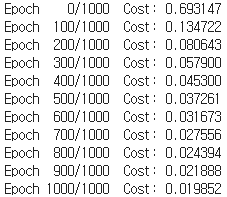 Epoch    0/1000 Cost: 0.693147
Epoch  100/1000 Cost: 0.134722
Epoch  200/1000 Cost: 0.080643
Epoch  300/1000 Cost: 0.057900
Epoch  400/1000 Cost: 0.045300
Epoch  500/1000 Cost: 0.037261
Epoch  600/1000 Cost: 0.031673
Epoch  700/1000 Cost: 0.027556
Epoch  800/1000 Cost: 0.024394
Epoch  900/1000 Cost: 0.021888
Epoch 1000/1000 Cost: 0.019852